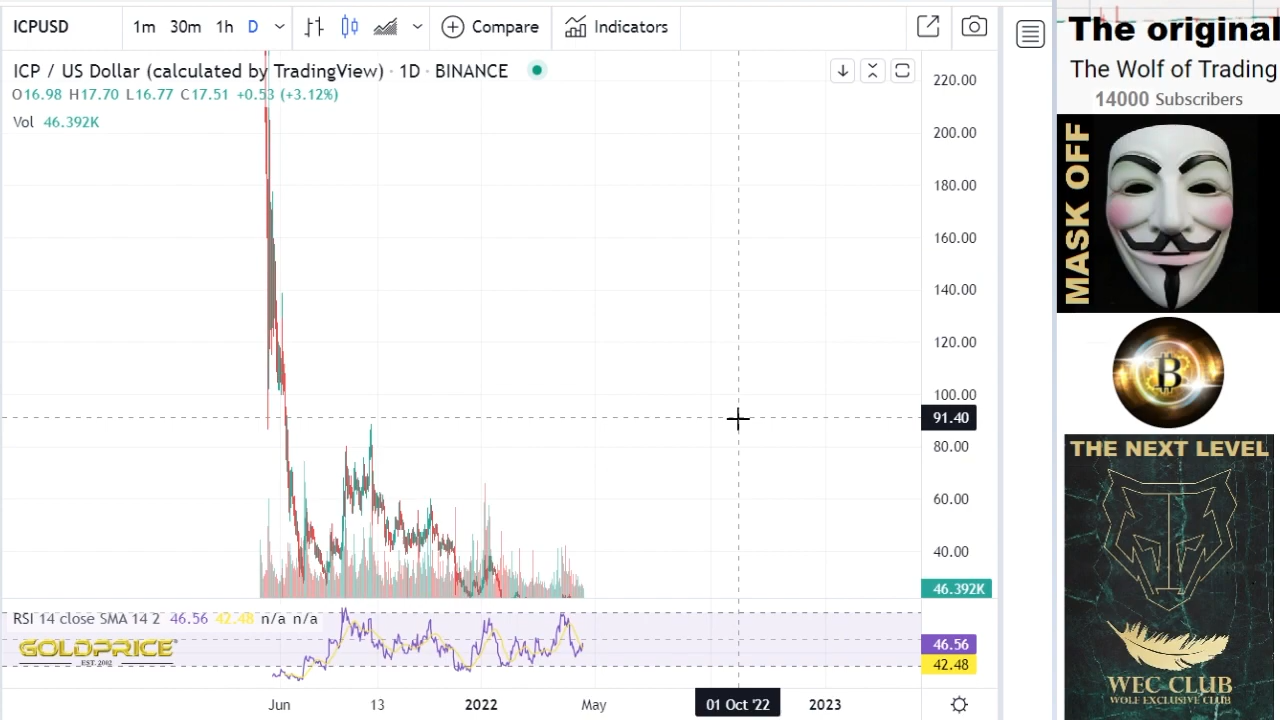 ICPUSD
1m 30m 1h D
Compare
Indicators
ICP / US Dollar (calculated by TradingView) · 1D · BINANCE
O16.98 H17.70 L16.77 C17.51 +0.53 (+3.12%)
Vol 46.392K
220.00
200.00
180.00
160.00
140.00
120.00
100.00
91.40
80.00
60.00
40.00
46.392K
RSI 14 close SMA 14 2 46.56 42.48 n/a n/a
46.56
42.48
GOLDPRICE
EST. 2002
Jun
13
2022
May
01 Oct '22
2023
The original
The Wolf of Trading
14000 Subscribers
MASK OFF
B
THE NEXT LEVEL
WEC CLUB
WOLF EXCLUSIVE CLUB